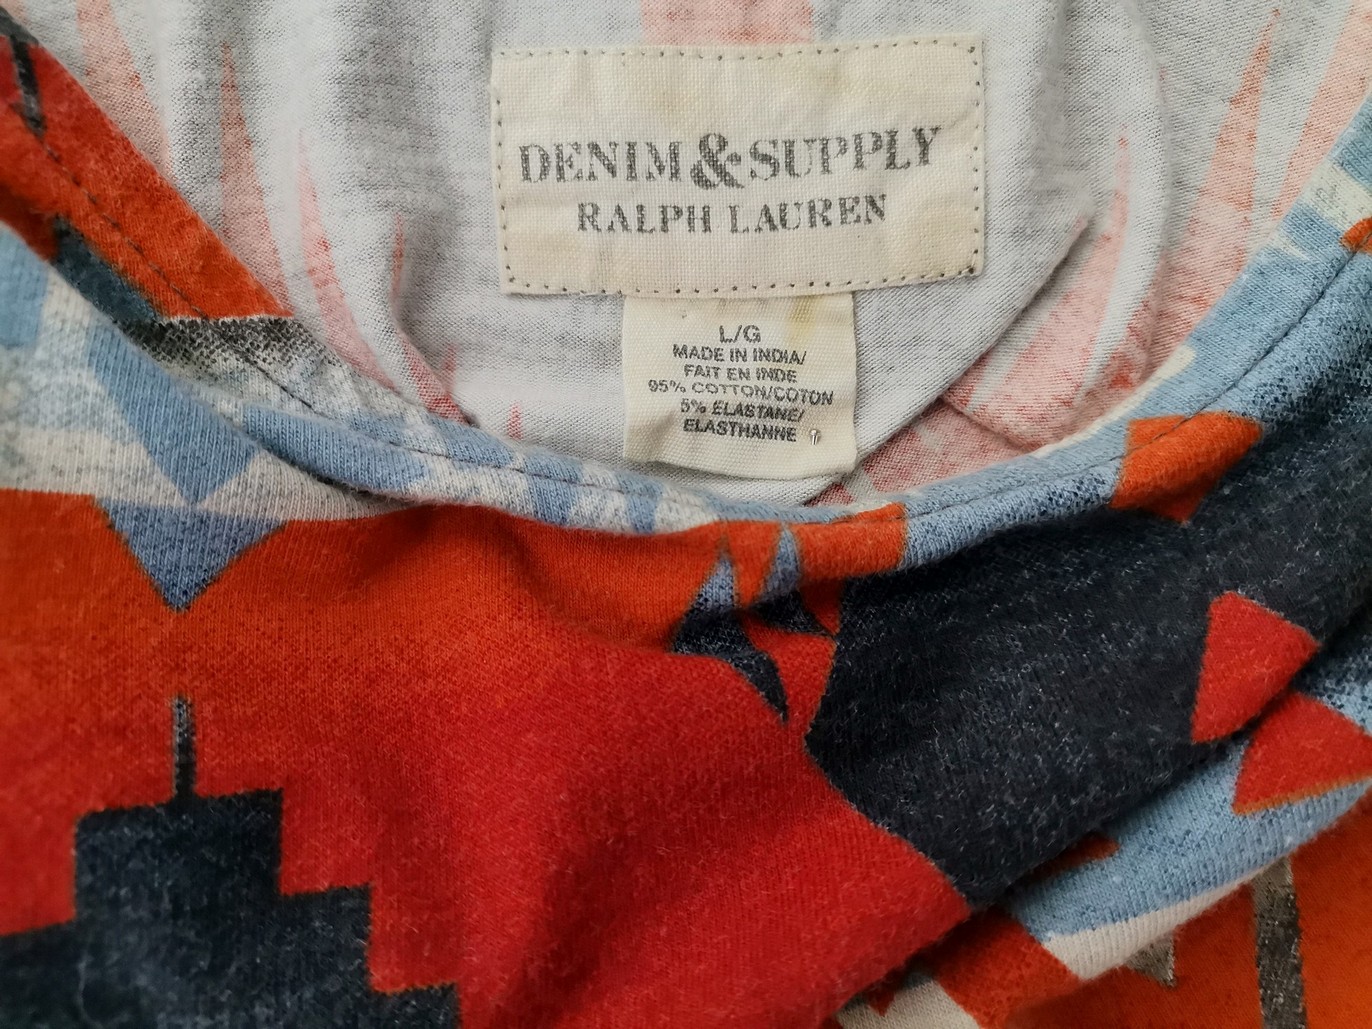 DENIM & SUPPLY
RALPH LAUREN
L/G
MADE IN INDIA/
FAIT EN INDE
95% COTTON/COTON
5% ELASTANE/
ELASTHANNE